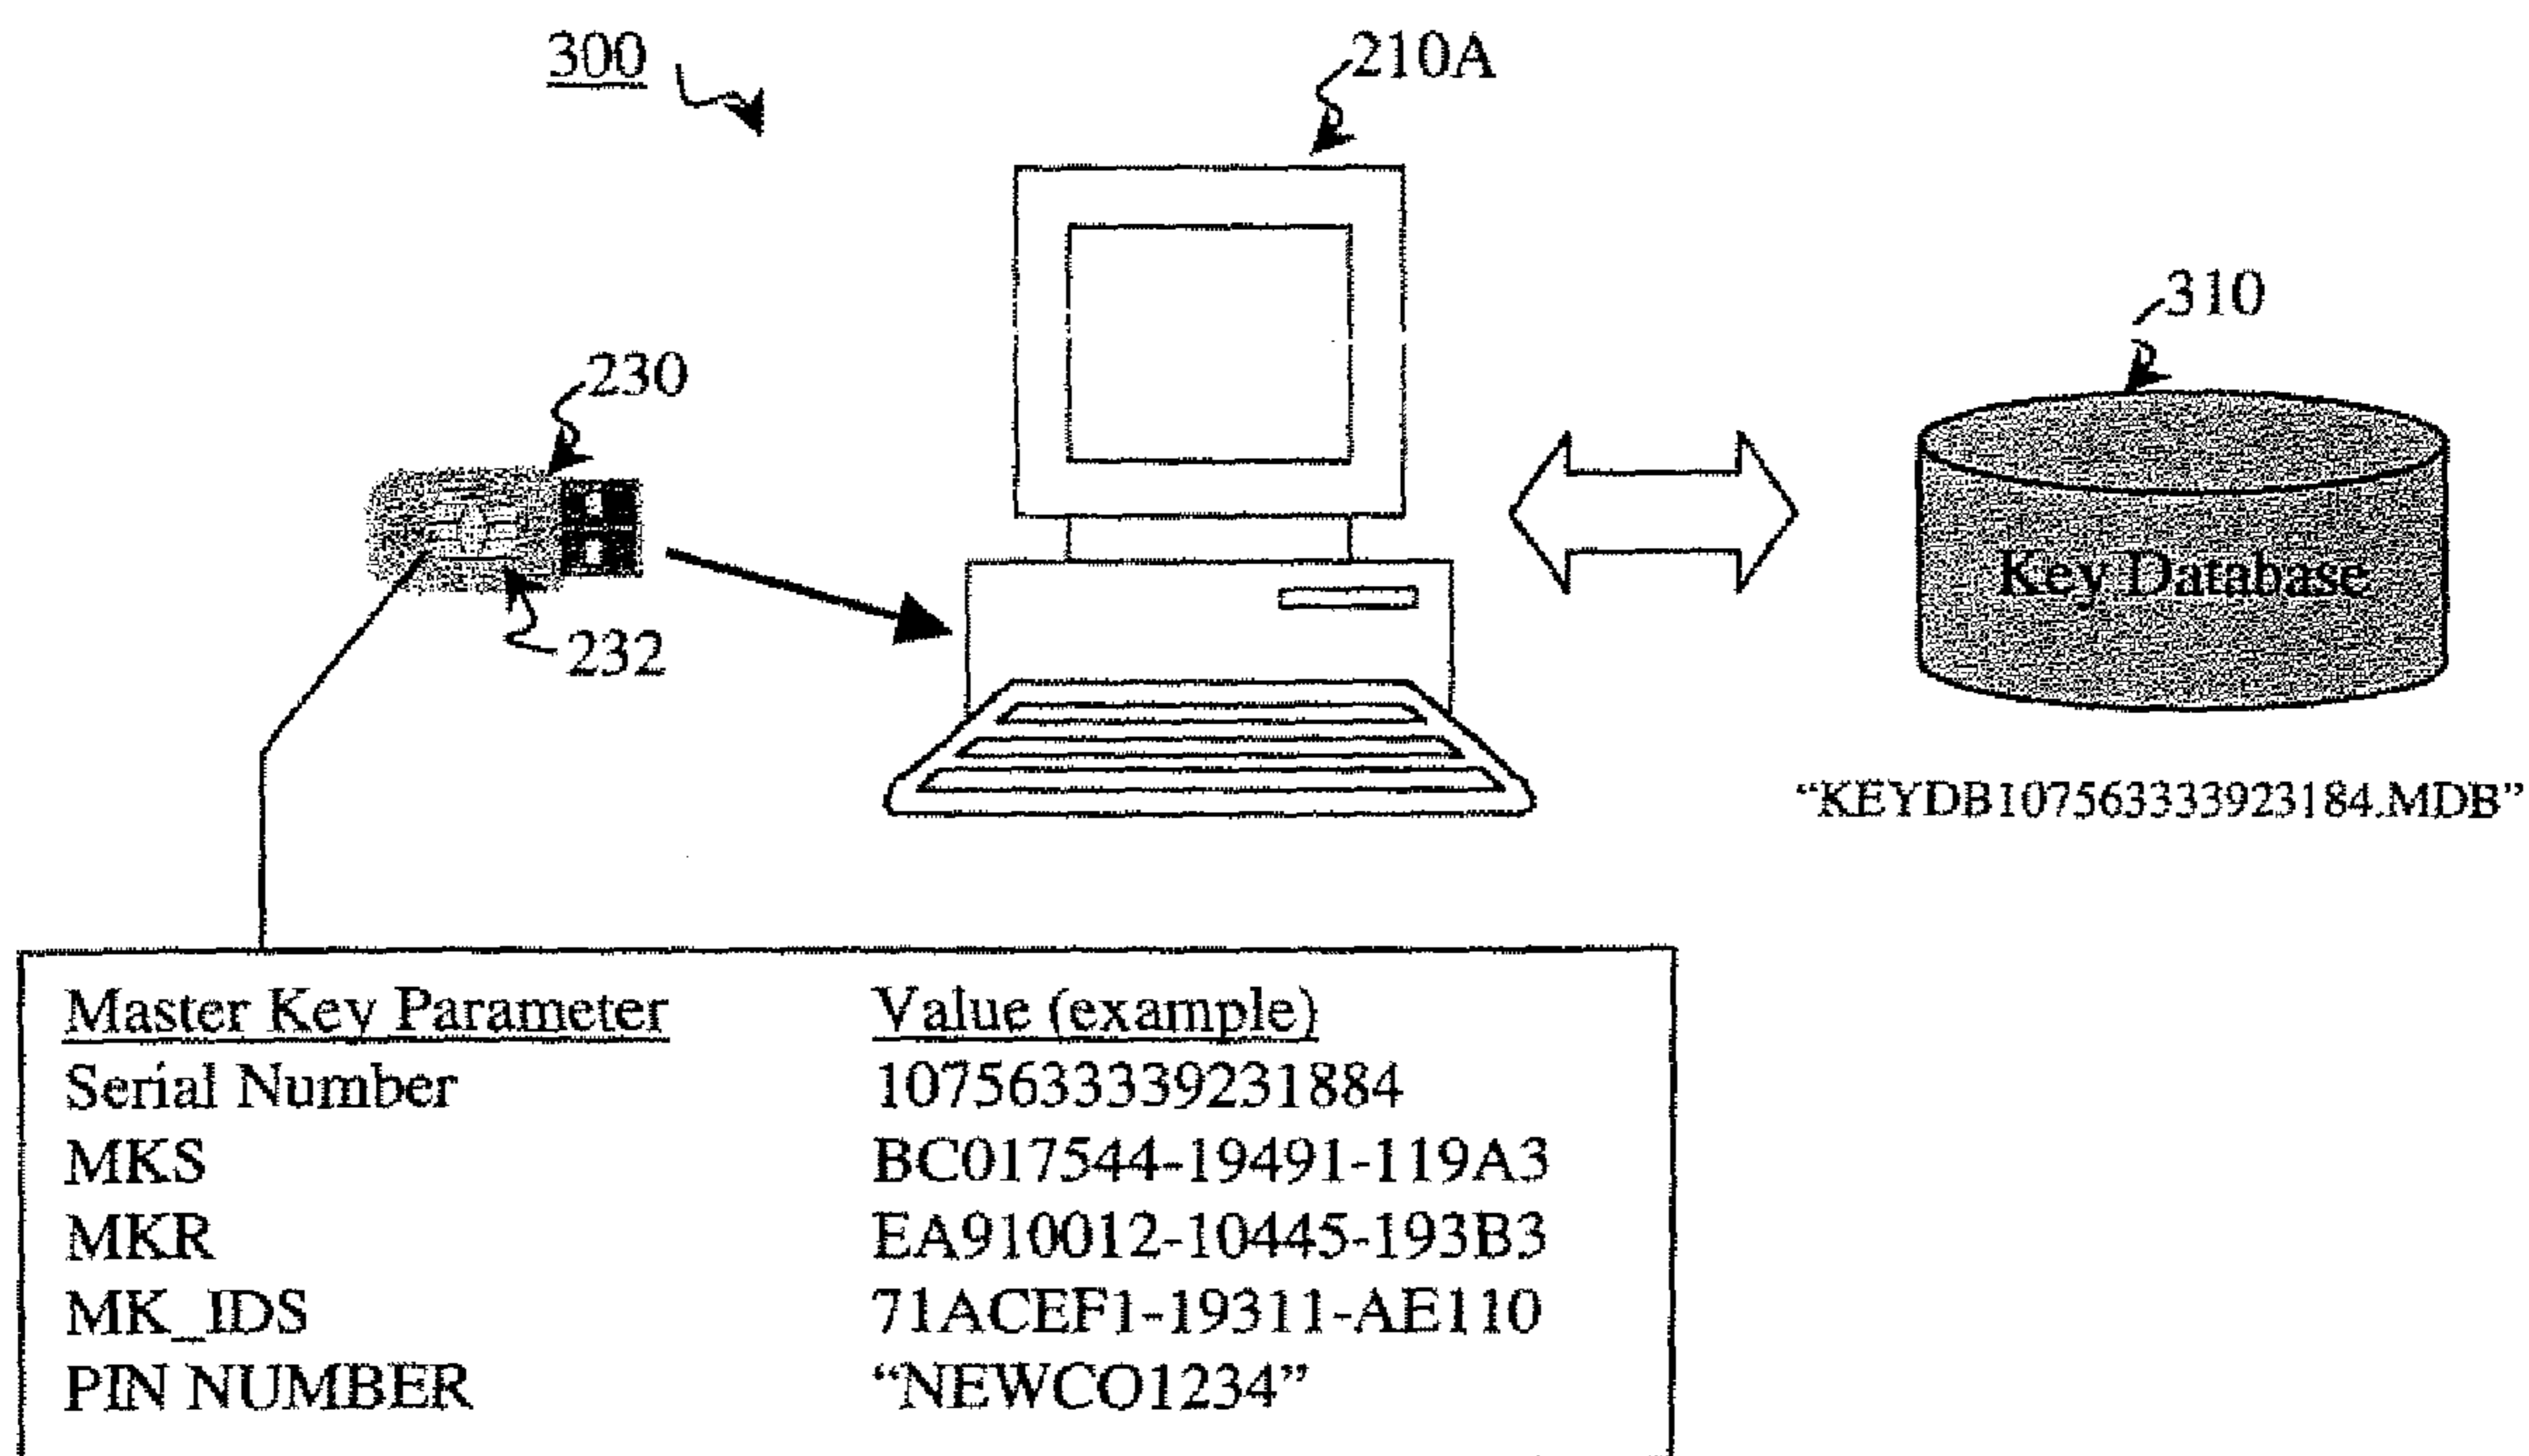 300
210A
310
230
Key Database
232
“KEYDB107563333923184.MDB”
Master Key Parameter Value (example)
Serial Number 1075633339231884
MKS BC017544-19491-119A3
MKR EA910012-10445-193B3
MK_IDS 71ACEF1-19311-AE110
PIN NUMBER “NEWCO1234”